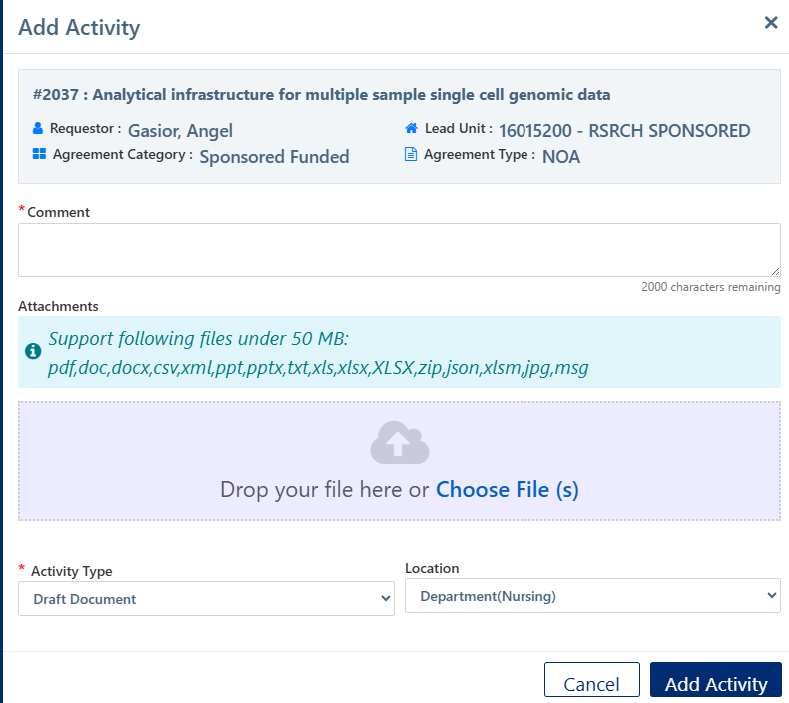 Add Activity
#2037 : Analytical infrastructure for multiple sample single cell genomic data
Requestor : Gasior, Angel
Lead Unit : 16015200 - RSRCH SPONSORED
Agreement Category : Sponsored Funded
Agreement Type : NOA
* Comment
2000 characters remaining
Attachments
Support following files under 50 MB:
pdf,doc,docx,csv,xml,ppt,pptx,txt,xls,xlsx,XLSX,zip,json,xlsm,jpg,msg
Drop your file here or Choose File (s)
* Activity Type
Location
Draft Document
Department(Nursing)
Cancel
Add Activity